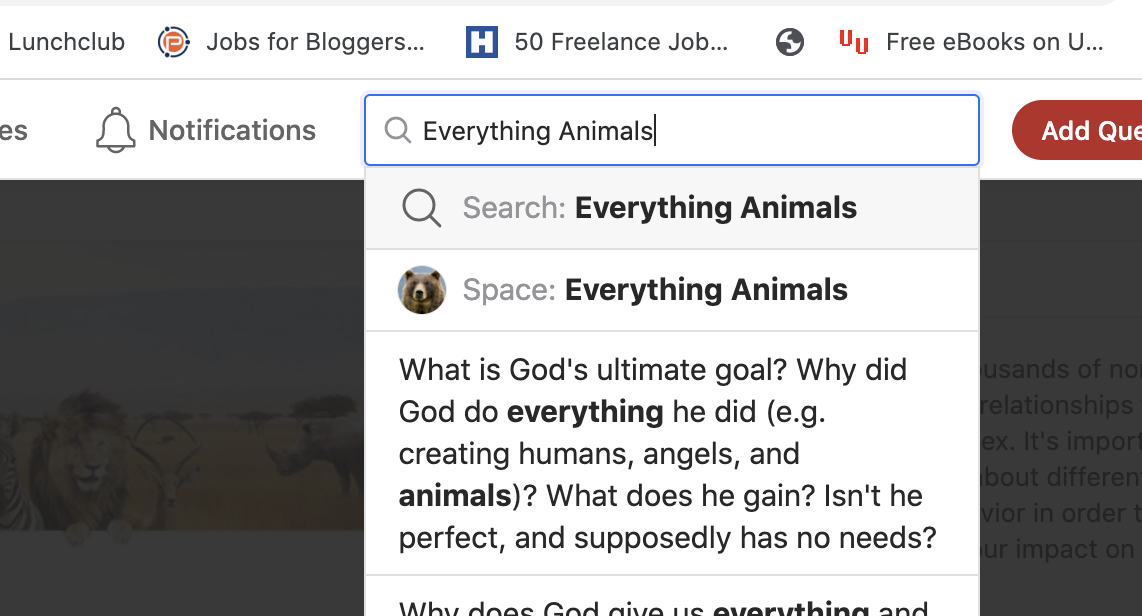 Lunchclub
Jobs for Bloggers...
H
50 Freelance Job...
Free eBooks on U...
es
Notifications
Everything Animals
Add Que
Search: Everything Animals
Space: Everything Animals
What is God's ultimate goal? Why did
God do everything he did (e.g.
creating humans, angels, and
animals)? What does he gain? Isn't he
perfect, and supposedly has no needs?
Why does God give us everything and
usands of no
relationships
ex. It's import
about differen
vior in order t
ur impact on